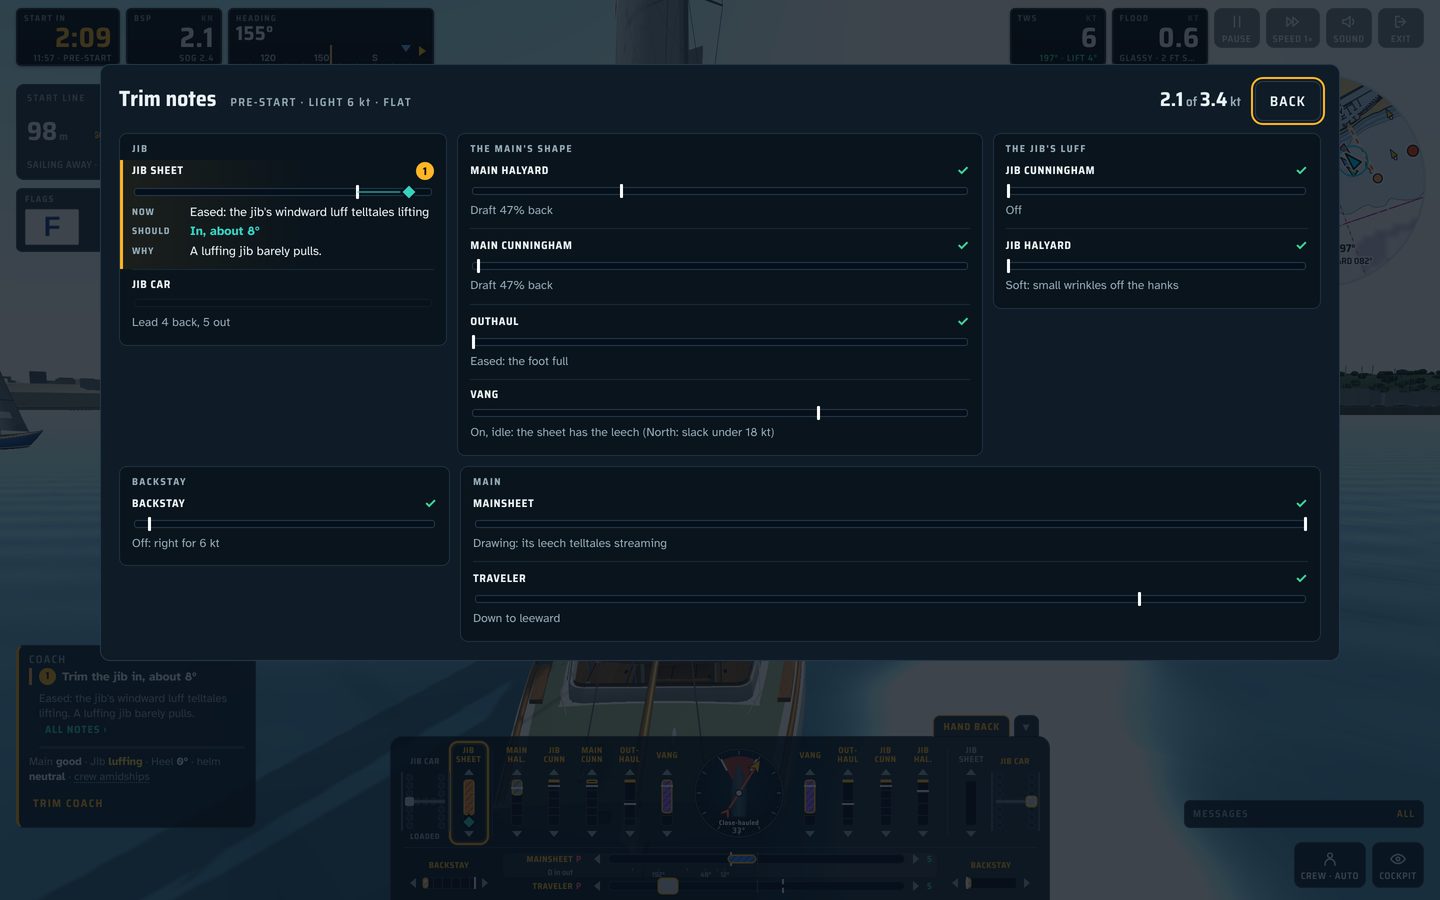 START IN
2:09
11:57 · PRE-START
BSP KN
2.1
SOG 2.4
HEADING
155°
120 150 S
TWS KT
6
197° · LIFT 4°
FLOOD KT
0.6
GLASSY · 2 FT S…
PAUSE
SPEED 1×
SOUND
EXIT
START LINE
98 m
SAILING AWAY
FLAGS
F
Trim notes PRE-START · LIGHT 6 kt · FLAT
2.1 of 3.4 kt
BACK
JIB
JIB SHEET 1
NOW Eased: the jib's windward luff telltales lifting
SHOULD In, about 8°
WHY A luffing jib barely pulls.
JIB CAR
Lead 4 back, 5 out
THE MAIN'S SHAPE
MAIN HALYARD
Draft 47% back
MAIN CUNNINGHAM
Draft 47% back
OUTHAUL
Eased: the foot full
VANG
On, idle: the sheet has the leech (North: slack under 18 kt)
THE JIB'S LUFF
JIB CUNNINGHAM
Off
JIB HALYARD
Soft: small wrinkles off the hanks
BACKSTAY
BACKSTAY
Off: right for 6 kt
MAIN
MAINSHEET
Drawing: its leech telltales streaming
TRAVELER
Down to leeward
COACH
1 Trim the jib in, about 8°
Eased: the jib's windward luff telltales
lifting. A luffing jib barely pulls.
ALL NOTES ›
Main good · Jib luffing · Heel 0° · helm
neutral · crew amidships
TRIM COACH
HAND BACK
JIB CAR
LOADED
JIB SHEET
MAIN HAL.
JIB CUNN
MAIN CUNN
OUT-HAUL
VANG
Close-hauled
33°
VANG
OUT-HAUL
JIB CUNN
JIB HAL.
JIB SHEET
JIB CAR
BACKSTAY
MAINSHEET P S
TRAVELER P S
BACKSTAY
MESSAGES ALL
CREW · AUTO
COCKPIT